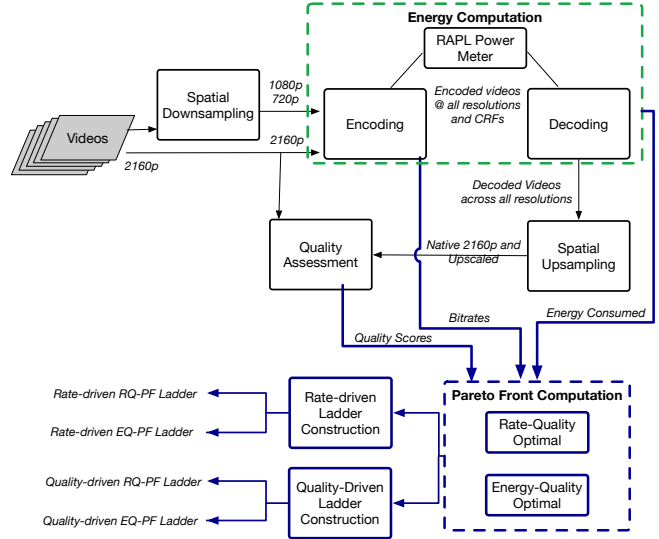 Energy Computation
RAPL Power
Meter
1080p
720p
Spatial
Downsampling
Encoded videos
@ all resolutions
and CRFs
Encoding
Decoding
Videos
2160p
2160p
Decoded Videos
across all resolutions
Quality
Assessment
Native 2160p and
Upscaled
Spatial
Upsampling
Bitrates
Energy Consumed
Quality Scores
Pareto Front Computation
Rate-Quality
Optimal
Energy-Quality
Optimal
Rate-driven
Ladder
Construction
Rate-driven RQ-PF Ladder
Rate-driven EQ-PF Ladder
Quality-Driven
Ladder
Construction
Quality-driven RQ-PF Ladder
Quality-driven EQ-PF Ladder